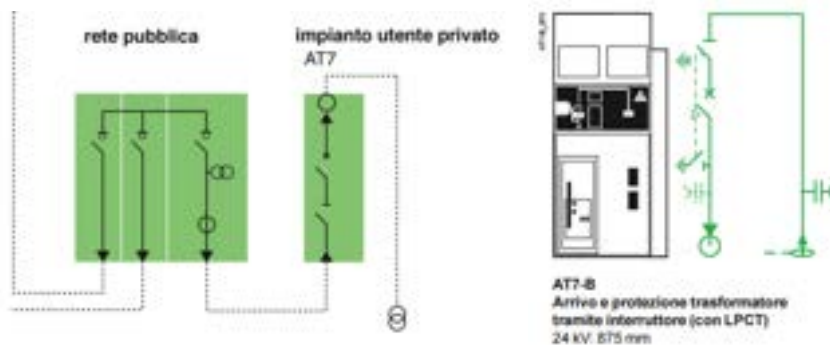 rete pubblica
impianto utente privato
AT7
AT7-B
Arrivo e protezione trasformatore
tramite interruttore (con LPCT)
24 kV: 875 mm